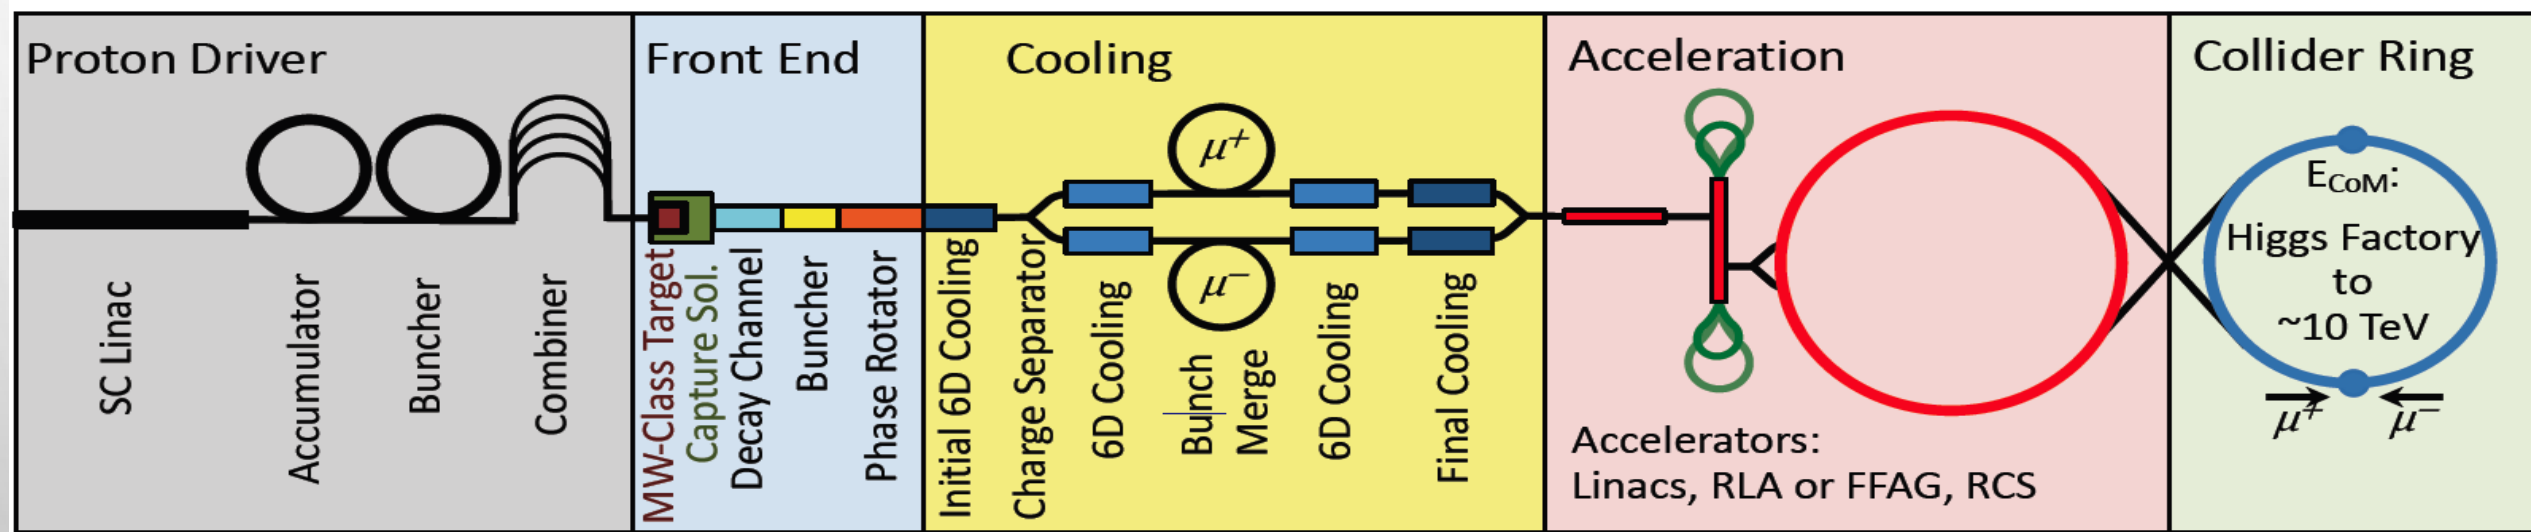 Proton Driver
SC Linac
Accumulator
Buncher
Combiner
Front End
MW-Class Target
Capture Sol.
Decay Channel
Buncher
Phase Rotator
Cooling
Initial 6D Cooling
Charge Separator
6D Cooling
μ+
μ−
Bunch
Merge
6D Cooling
Final Cooling
Acceleration
Accelerators:
Linacs, RLA or FFAG, RCS
Collider Ring
ECoM:
Higgs Factory
to
~10 TeV
μ+ μ−